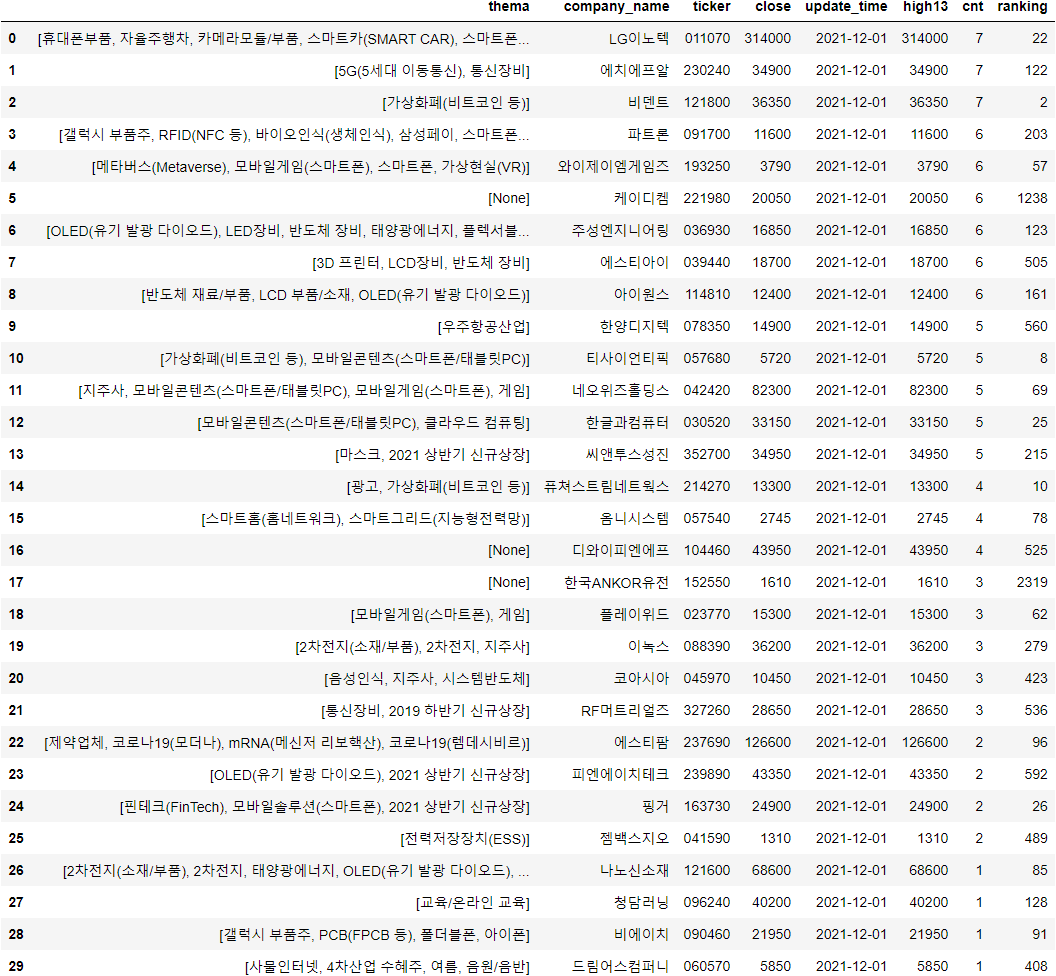 thema company_name ticker close update_time high13 cnt ranking
0 [휴대폰부품, 자율주행차, 카메라모듈/부품, 스마트카(SMART CAR), 스마트폰... LG이노텍 011070 314000 2021-12-01 314000 7 22
1 [5G(5세대 이동통신), 통신장비] 에치에프알 230240 34900 2021-12-01 34900 7 122
2 [가상화폐(비트코인 등)] 비덴트 121800 36350 2021-12-01 36350 7 2
3 [갤럭시 부품주, RFID(NFC 등), 바이오인식(생체인식), 삼성페이, 스마트폰... 파트론 091700 11600 2021-12-01 11600 6 203
4 [메타버스(Metaverse), 모바일게임(스마트폰), 스마트폰, 가상현실(VR)] 와이제이엠게임즈 193250 3790 2021-12-01 3790 6 57
5 [None] 케이디켐 221980 20050 2021-12-01 20050 6 1238
6 [OLED(유기 발광 다이오드), LED장비, 반도체 장비, 태양광에너지, 플렉서블... 주성엔지니어링 036930 16850 2021-12-01 16850 6 123
7 [3D 프린터, LCD장비, 반도체 장비] 에스티아이 039440 18700 2021-12-01 18700 6 505
8 [반도체 재료/부품, LCD 부품/소재, OLED(유기 발광 다이오드)] 아이원스 114810 12400 2021-12-01 12400 6 161
9 [우주항공산업] 한양디지텍 078350 14900 2021-12-01 14900 5 560
10 [가상화폐(비트코인 등), 모바일콘텐츠(스마트폰/태블릿PC)] 티사이언티픽 057680 5720 2021-12-01 5720 5 8
11 [지주사, 모바일콘텐츠(스마트폰/태블릿PC), 모바일게임(스마트폰), 게임] 네오위즈홀딩스 042420 82300 2021-12-01 82300 5 69
12 [모바일콘텐츠(스마트폰/태블릿PC), 클라우드 컴퓨팅] 한글과컴퓨터 030520 33150 2021-12-01 33150 5 25
13 [마스크, 2021 상반기 신규상장] 씨앤투스성진 352700 34950 2021-12-01 34950 5 215
14 [광고, 가상화폐(비트코인 등)] 퓨쳐스트림네트웍스 214270 13300 2021-12-01 13300 4 10
15 [스마트홈(홈네트워크), 스마트그리드(지능형전력망)] 옴니시스템 057540 2745 2021-12-01 2745 4 78
16 [None] 디와이피엔에프 104460 43950 2021-12-01 43950 4 525
17 [None] 한국ANKOR유전 152550 1610 2021-12-01 1610 3 2319
18 [모바일게임(스마트폰), 게임] 플레이위드 023770 15300 2021-12-01 15300 3 62
19 [2차전지(소재/부품), 2차전지, 지주사] 이녹스 088390 36200 2021-12-01 36200 3 279
20 [음성인식, 지주사, 시스템반도체] 코아시아 045970 10450 2021-12-01 10450 3 423
21 [통신장비, 2019 하반기 신규상장] RF머트리얼즈 327260 28650 2021-12-01 28650 3 536
22 [제약업체, 코로나19(모더나), mRNA(메신저 리보핵산), 코로나19(렘데시비르)] 에스티팜 237690 126600 2021-12-01 126600 2 96
23 [OLED(유기 발광 다이오드), 2021 상반기 신규상장] 피엔에이치테크 239890 43350 2021-12-01 43350 2 592
24 [핀테크(FinTech), 모바일솔루션(스마트폰), 2021 상반기 신규상장] 핑거 163730 24900 2021-12-01 24900 2 26
25 [전력저장장치(ESS)] 젬백스지오 041590 1310 2021-12-01 1310 2 489
26 [2차전지(소재/부품), 2차전지, 태양광에너지, OLED(유기 발광 다이오드), ... 나노신소재 121600 68600 2021-12-01 68600 1 85
27 [교육/온라인 교육] 청담러닝 096240 40200 2021-12-01 40200 1 128
28 [갤럭시 부품주, PCB(FPCB 등), 폴더블폰, 아이폰] 비에이치 090460 21950 2021-12-01 21950 1 91
29 [사물인터넷, 4차산업 수혜주, 여름, 음원/음반] 드림어스컴퍼니 060570 5850 2021-12-01 5850 1 408